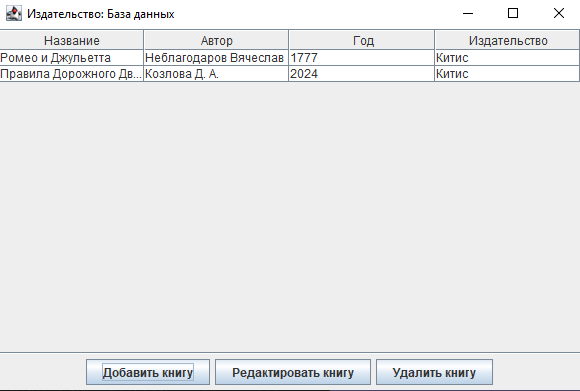 Издательство: База данных
Название Автор Год Издательство
Ромео и Джульетта Неблагодаров Вячеслав 1777 Китис
Правила Дорожного Дв... Козлова Д. А. 2024 Китис
Добавить книгу Редактировать книгу Удалить книгу